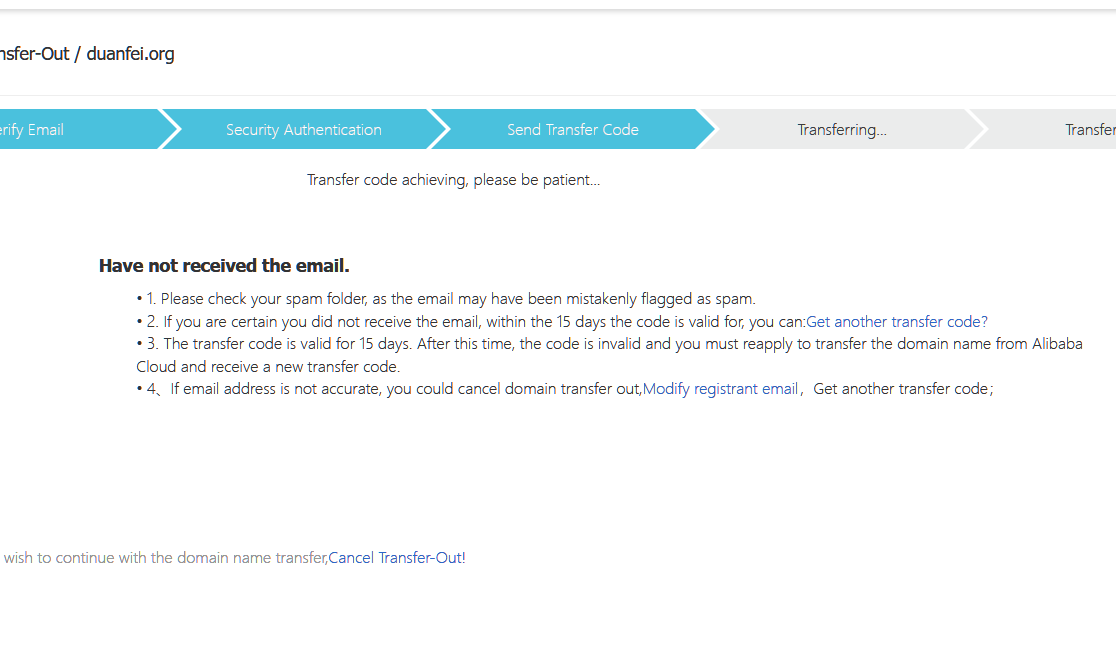 nsfer-Out / duanfei.org
erify Email
Security Authentication
Send Transfer Code
Transferring...
Transfer
Transfer code achieving, please be patient...
Have not received the email.
• 1. Please check your spam folder, as the email may have been mistakenly flagged as spam.
• 2. If you are certain you did not receive the email, within the 15 days the code is valid for, you can:Get another transfer code?
• 3. The transfer code is valid for 15 days. After this time, the code is invalid and you must reapply to transfer the domain name from Alibaba
Cloud and receive a new transfer code.
• 4、If email address is not accurate, you could cancel domain transfer out,Modify registrant email，Get another transfer code；
wish to continue with the domain name transfer,Cancel Transfer-Out!